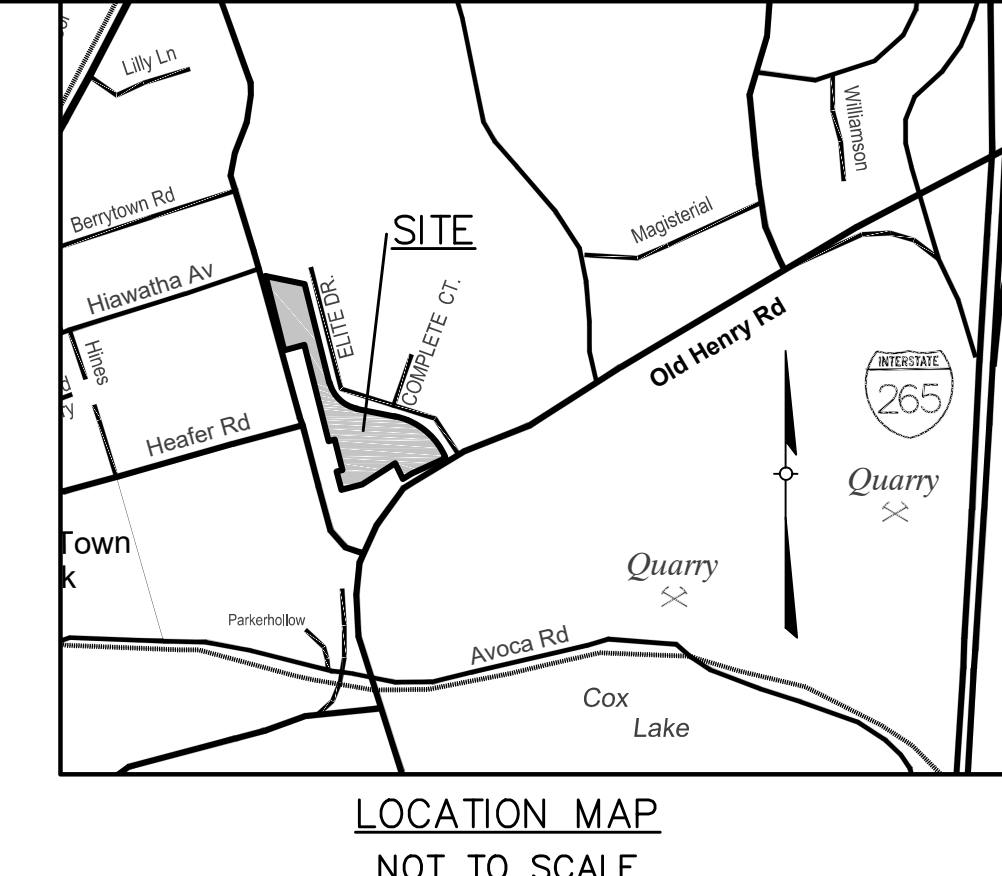 Lilly Ln
Williamson
Berrytown Rd
Magisterial
SITE
Hiawatha Av
ELITE DR.
COMPLETE CT.
Old Henry Rd
Hines
INTERSTATE
265
Heafer Rd
Quarry
Town
k
Quarry
Parkerhollow
Avoca Rd
Cox
Lake
LOCATION MAP
NOT TO SCALE